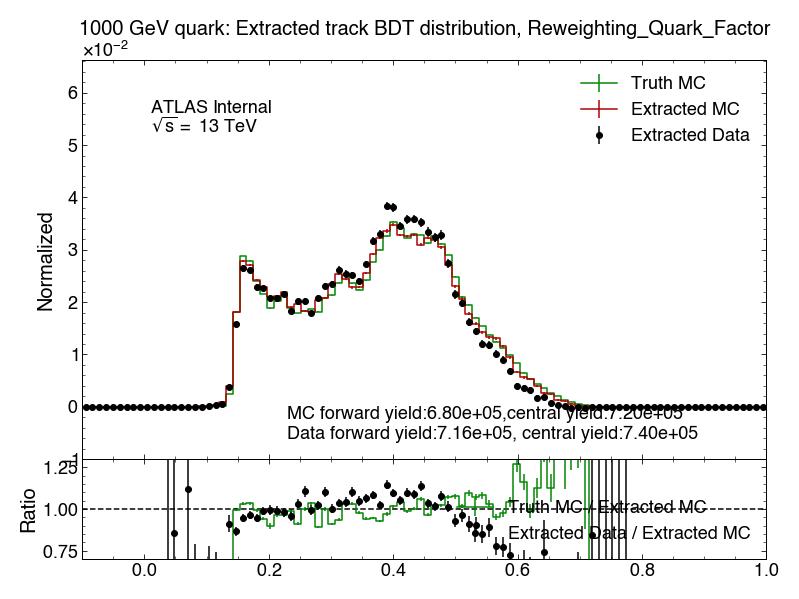 1000 GeV quark: Extracted track BDT distribution, Reweighting_Quark_Factor
×10⁻²
ATLAS Internal
√s = 13 TeV
Truth MC
Extracted MC
Extracted Data
Normalized
6
5
4
3
2
1
0
1
MC forward yield:6.80e+05,central yield:7.20e+05
Data forward yield:7.16e+05, central yield:7.40e+05
Ratio
1.25
1.00
0.75
Truth MC / Extracted MC
Extracted Data / Extracted MC
0.0 0.2 0.4 0.6 0.8 1.0